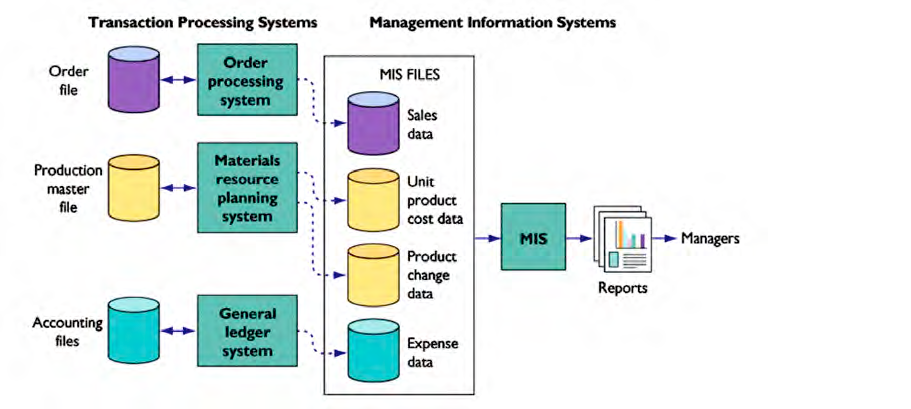 Transaction Processing Systems
Management Information Systems
Order
file
Order
processing
system
MIS FILES
Sales
data
Production
master
file
Materials
resource
planning
system
Unit
product
cost data
Product
change
data
MIS
Reports
Managers
Accounting
files
General
ledger
system
Expense
data